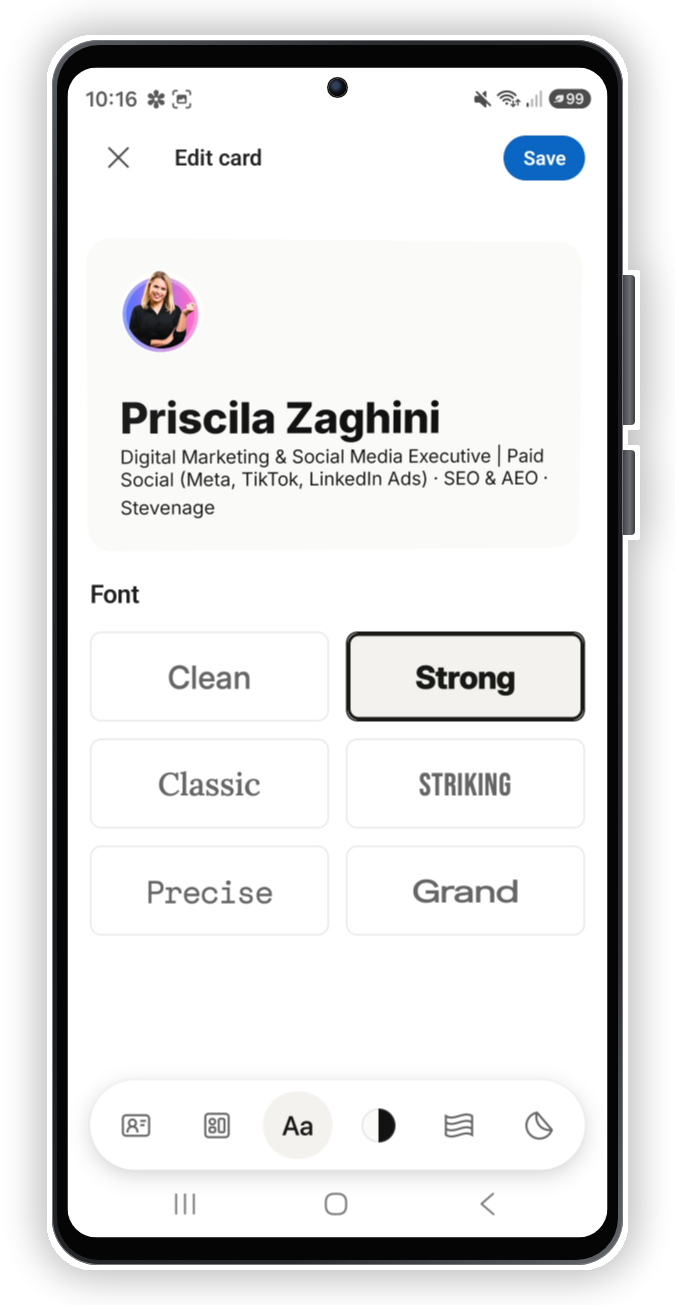 10:16
99
Edit card
Save
Priscila Zaghini
Digital Marketing & Social Media Executive | Paid
Social (Meta, TikTok, LinkedIn Ads) · SEO & AEO ·
Stevenage
Font
Clean
Strong
Classic
STRIKING
Precise
Grand
Aa